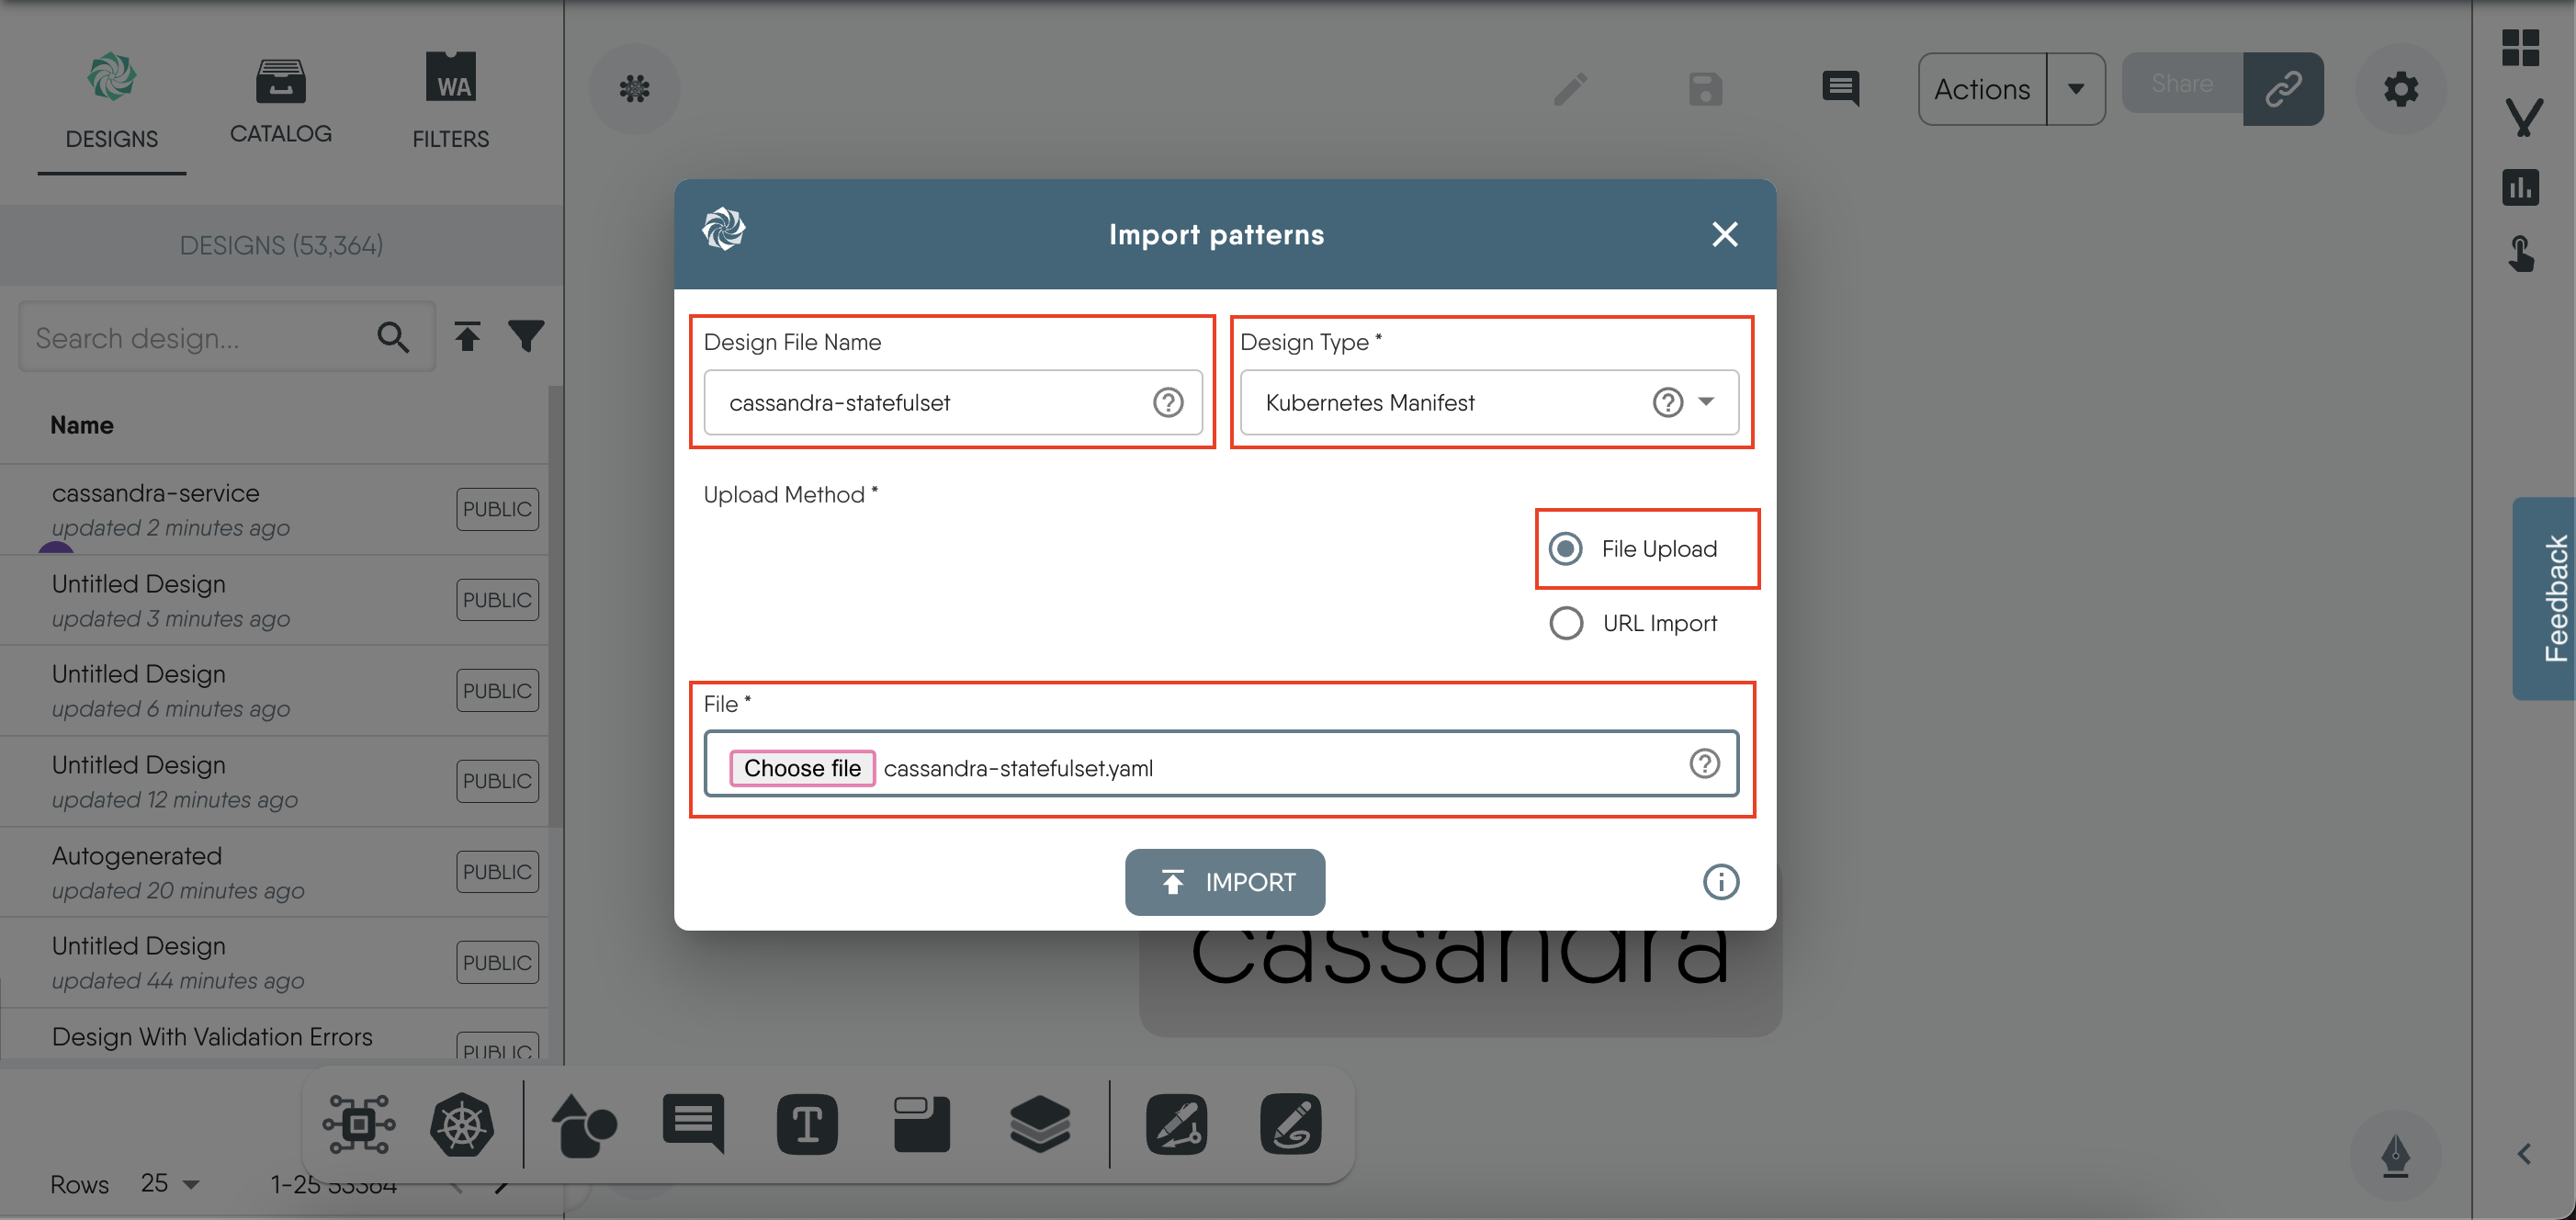 DESIGNS
CATALOG
WA
FILTERS
DESIGNS (53,364)
Search design...
Name
cassandra-service
updated 2 minutes ago
PUBLIC
Untitled Design
updated 3 minutes ago
PUBLIC
Untitled Design
updated 6 minutes ago
PUBLIC
Untitled Design
updated 12 minutes ago
PUBLIC
Autogenerated
updated 20 minutes ago
PUBLIC
Untitled Design
updated 44 minutes ago
PUBLIC
Design With Validation Errors
PUBLIC
Rows 25
1-25 53364
Actions
Share
Import patterns
Design File Name
cassandra-statefulset
Design Type *
Kubernetes Manifest
Upload Method *
File Upload
URL Import
File *
Choose file cassandra-statefulset.yaml
IMPORT
cassandra
T
Feedback